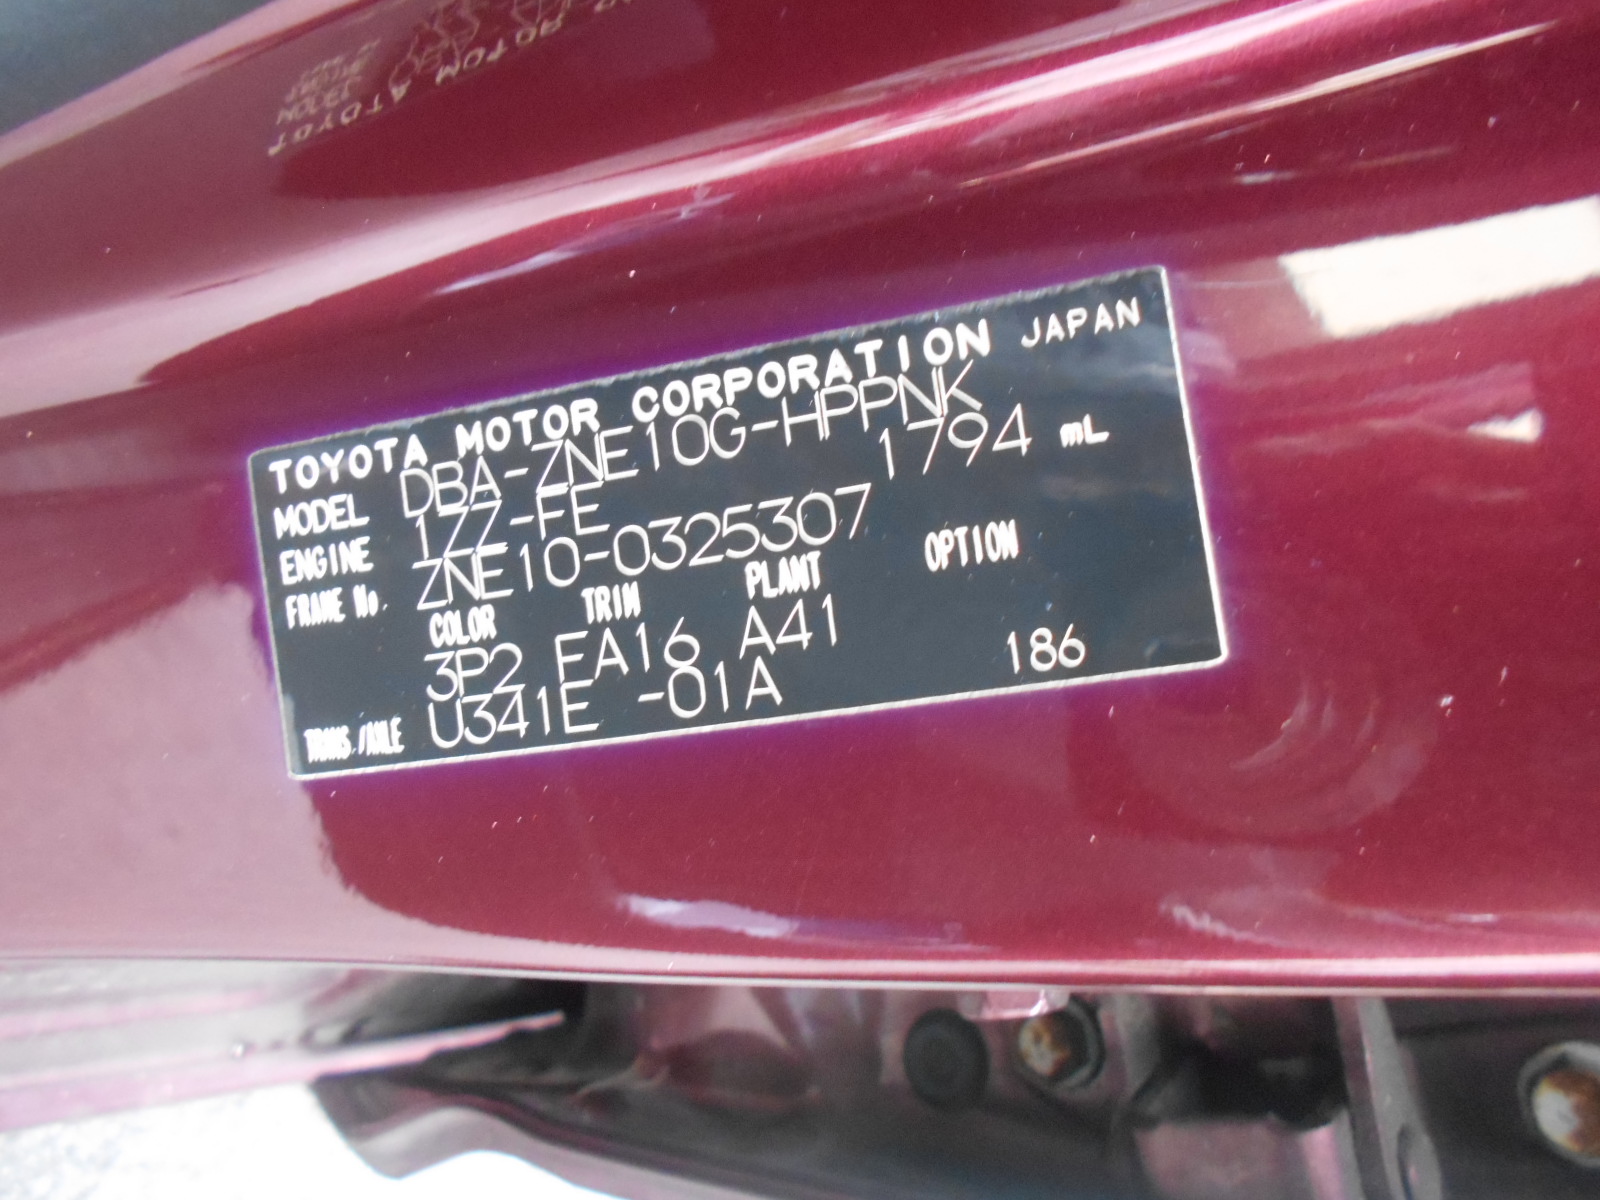 TOYOTA MOTOR CORPORATION JAPAN
MODEL DBA-ZNE10G-HPPNK
ENGINE 1ZZ-FE 1794 mL
FRAME No. ZNE10-0325307
COLOR TRIM PLANT OPTION
3P2 FA16 A41
TRANS./AXLE U341E -01A 186